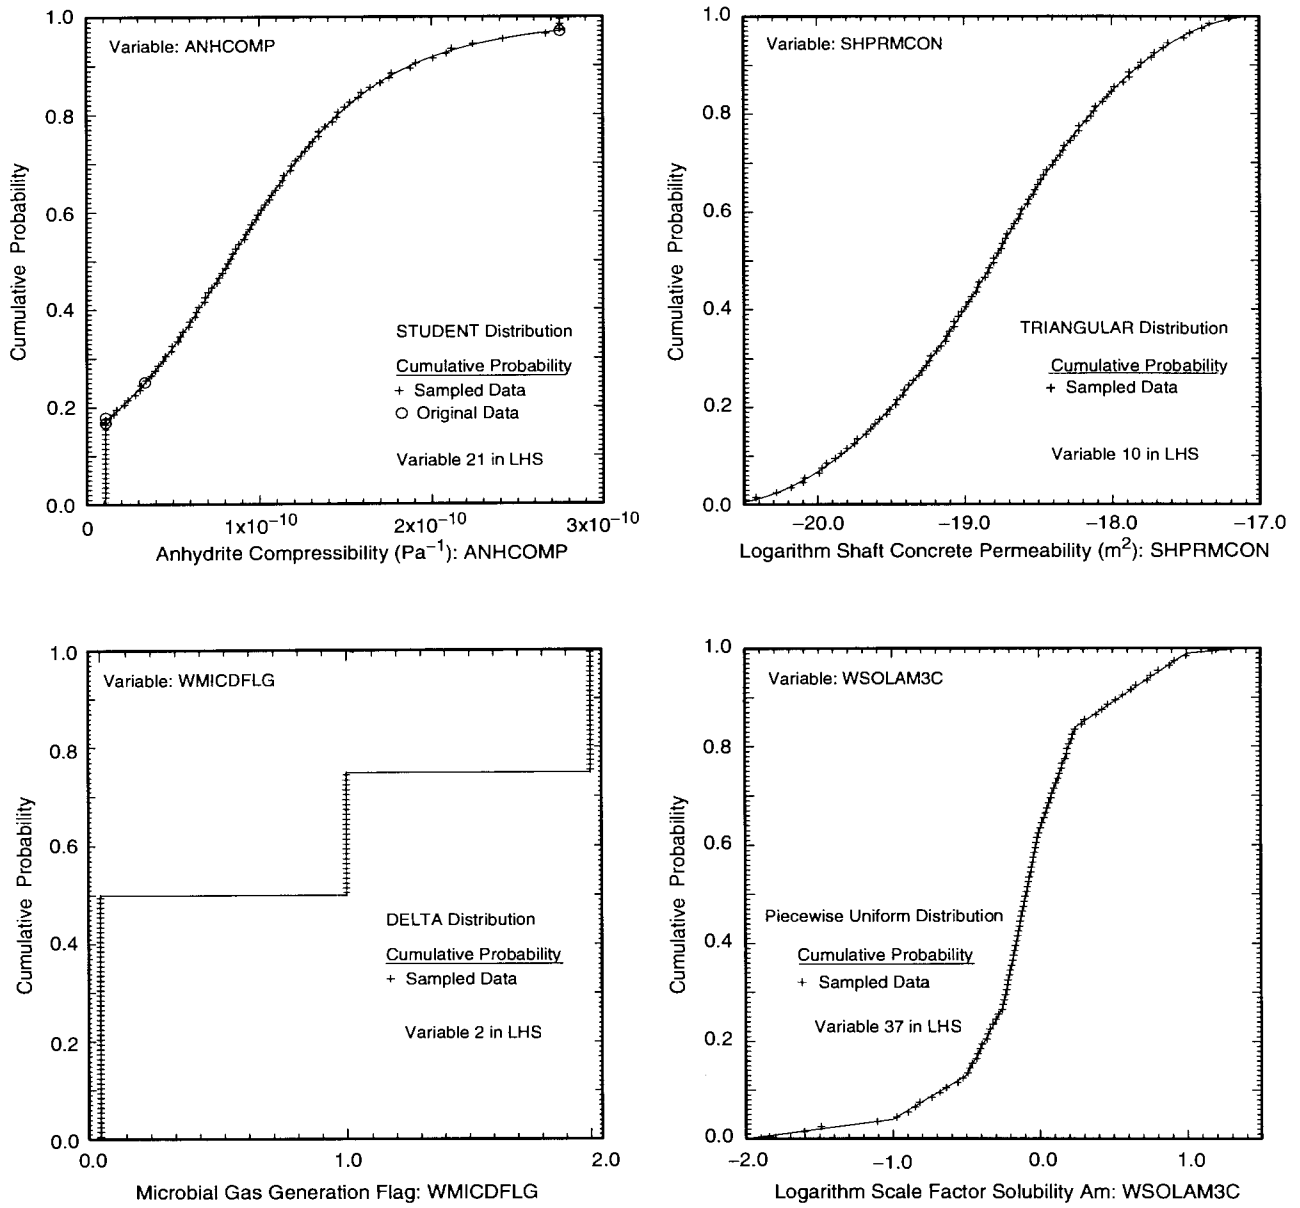 Variable: ANHCOMP
1.0
0.8
0.6
0.4
0.2
0.0
Cumulative Probability
STUDENT Distribution
Cumulative Probability
+ Sampled Data
○ Original Data
Variable 21 in LHS
0 1x10⁻¹⁰ 2x10⁻¹⁰ 3x10⁻¹⁰
Anhydrite Compressibility (Pa⁻¹): ANHCOMP
Variable: SHPRMCON
1.0
0.8
0.6
0.4
0.2
0.0
Cumulative Probability
TRIANGULAR Distribution
Cumulative Probability
+ Sampled Data
Variable 10 in LHS
−20.0 −19.0 −18.0 −17.0
Logarithm Shaft Concrete Permeability (m²): SHPRMCON
Variable: WMICDFLG
1.0
0.8
0.6
0.4
0.2
0.0
Cumulative Probability
DELTA Distribution
Cumulative Probability
+ Sampled Data
Variable 2 in LHS
0.0 1.0 2.0
Microbial Gas Generation Flag: WMICDFLG
Variable: WSOLAM3C
1.0
0.8
0.6
0.4
0.2
0.0
Cumulative Probability
Piecewise Uniform Distribution
Cumulative Probability
+ Sampled Data
Variable 37 in LHS
−2.0 −1.0 0.0 1.0
Logarithm Scale Factor Solubility Am: WSOLAM3C